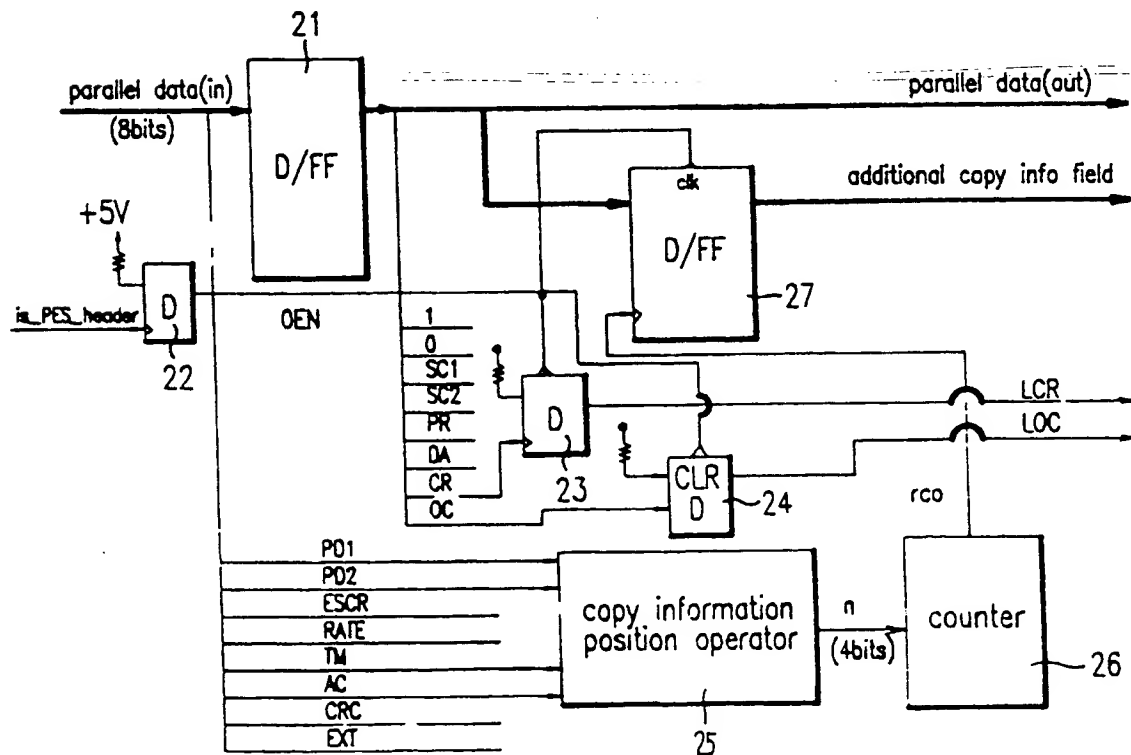 21
parallel data(in)
(8bits)
D/FF
parallel data(out)
clk
D/FF
27
additional copy info field
+5V
is_PES_header
D
22
OEN
1
0
SC1
SC2
PR
DA
CR
OC
D
23
CLR
D
24
LCR
LOC
rco
PD1
PD2
ESCR
RATE
TM
AC
CRC
EXT
copy information
position operator
25
n
(4bits)
counter
26